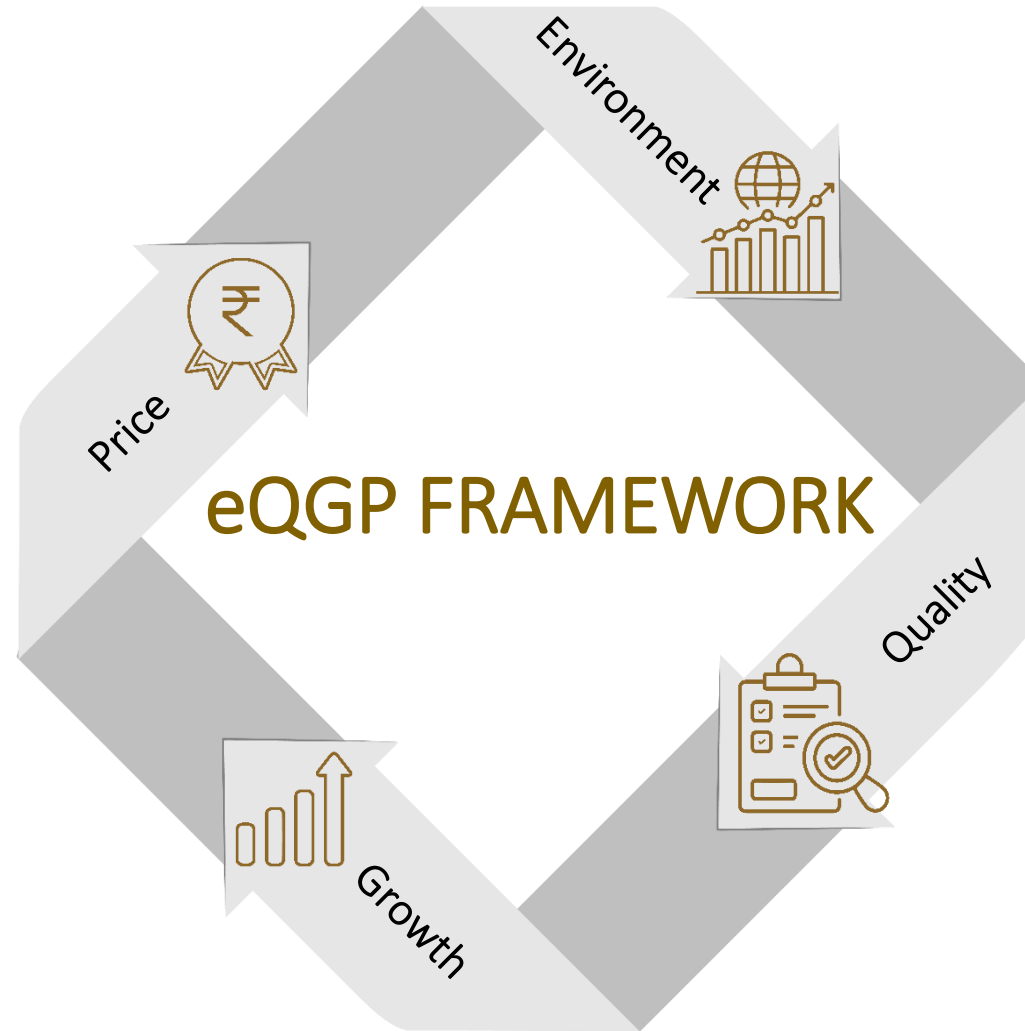 Environment
₹
Price
eQGP FRAMEWORK
Quality
Growth